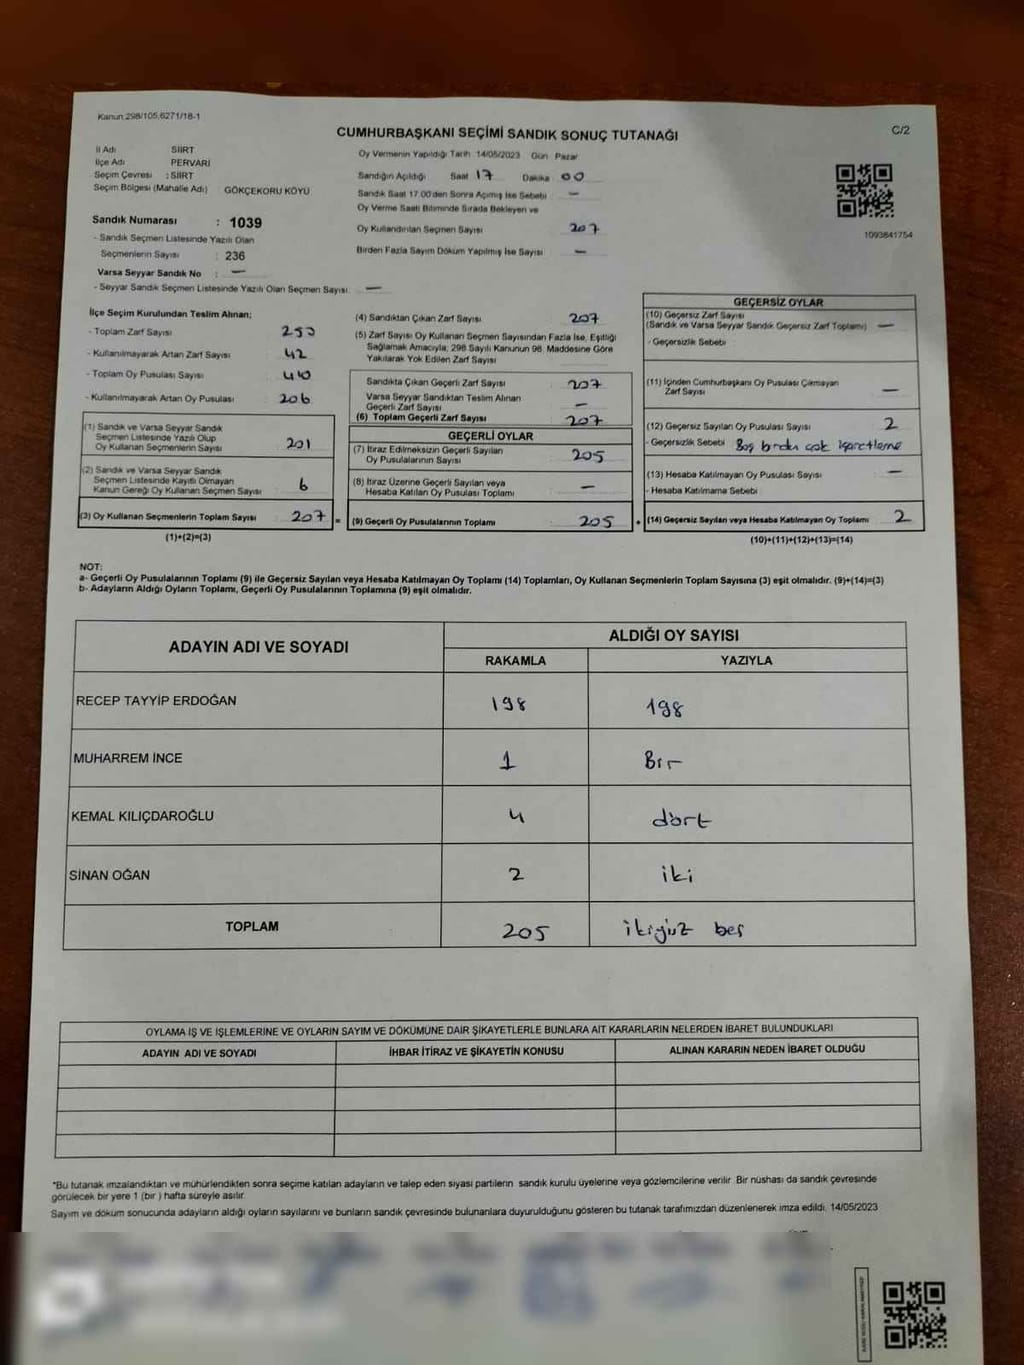 Kanun 298/105,6271/18-1
CUMHURBAŞKANI SEÇİMİ SANDIK SONUÇ TUTANAĞI
C/2
İl Adı SİİRT
İlçe Adı PERVARİ
Seçim Çevresi : SİİRT
Seçim Bölgesi (Mahalle Adı) GÖKÇEKORU KÖYÜ
Sandık Numarası : 1039
- Sandık Seçmen Listesinde Yazılı Olan
Seçmenlerin Sayısı : 236
Varsa Seyyar Sandık No : —
- Seyyar Sandık Seçmen Listesinde Yazılı Olan Seçmen Sayısı: —
Oy Vermenin Yapıldığı Tarih 14/05/2023 Gün Pazar
Sandığın Açıldığı Saat 17 Dakika 00
Sandık Saat 17.00'den Sonra Açımış İse Sebebi —
Oy Verme Saati Bitiminde Sırada Bekleyen ve
Oy Kullandırılan Seçmen Sayısı 207
Birden Fazla Sayım Döküm Yapılmış İse Sayısı —
1093841754
İlçe Seçim Kurulundan Teslim Alınan;
- Toplam Zarf Sayısı 250
- Kullanılmayarak Artan Zarf Sayısı 42
- Toplam Oy Pusulası Sayısı 410
- Kullanılmayarak Artan Oy Pusulası 206
(1) Sandık ve Varsa Seyyar Sandık
Seçmen Listesinde Yazılı Olup
Oy Kullanan Seçmenlerin Sayısı 201
(2) Sandık ve Varsa Seyyar Sandık
Seçmen Listesinde Kayıtlı Olmayan
Kanun Gereği Oy Kullanan Seçmen Sayısı 6
(3) Oy Kullanan Seçmenlerin Toplam Sayısı 207 =
(1)+(2)=(3)
(4) Sandıktan Çıkan Zarf Sayısı 207
(5) Zarf Sayısı Oy Kullanan Seçmen Sayısından Fazla İse, Eşitliği
Sağlamak Amacıyla, 298 Sayılı Kanunun 98. Maddesine Göre
Yakılarak Yok Edilen Zarf Sayısı
Sandıkta Çıkan Geçerli Zarf Sayısı 207
Varsa Seyyar Sandıktan Teslim Alınan
Geçerli Zarf Sayısı —
(6) Toplam Geçerli Zarf Sayısı 207
GEÇERLİ OYLAR
(7) İtiraz Edilmeksizin Geçerli Sayılan
Oy Pusulalarının Sayısı 205
(8) İtiraz Üzerine Geçerli Sayılan veya
Hesaba Katılan Oy Pusulası Toplamı —
(9) Geçerli Oy Pusulalarının Toplamı 205 +
GEÇERSİZ OYLAR
(10) Geçersiz Zarf Sayısı
(Sandık ve Varsa Seyyar Sandık Geçersiz Zarf Toplamı) —
- Geçersizlik Sebebi
(11) İçinden Cumhurbaşkanı Oy Pusulası Çıkmayan
Zarf Sayısı —
(12) Geçersiz Sayılan Oy Pusulası Sayısı 2
- Geçersizlik Sebebi Boş birden çok işaretleme
(13) Hesaba Katılmayan Oy Pusulası Sayısı —
- Hesaba Katılmama Sebebi
(14) Geçersiz Sayılan veya Hesaba Katılmayan Oy Toplamı 2
(10)+(11)+(12)+(13)=(14)
NOT:
a- Geçerli Oy Pusulalarının Toplamı (9) ile Geçersiz Sayılan veya Hesaba Katılmayan Oy Toplamı (14) Toplamları, Oy Kullanan Seçmenlerin Toplam Sayısına (3) eşit olmalıdır. (9)+(14)=(3)
b- Adayların Aldığı Oyların Toplamı, Geçerli Oy Pusulalarının Toplamına (9) eşit olmalıdır.
ADAYIN ADI VE SOYADI
ALDIĞI OY SAYISI
RAKAMLA YAZIYLA
RECEP TAYYİP ERDOĞAN 198 198
MUHARREM İNCE 1 Bir
KEMAL KILIÇDAROĞLU 4 dört
SİNAN OĞAN 2 iki
TOPLAM 205 ikiyüz beş
OYLAMA İŞ VE İŞLEMLERİNE VE OYLARIN SAYIM VE DÖKÜMÜNE DAİR ŞİKAYETLERLE BUNLARA AİT KARARLARIN NELERDEN İBARET BULUNDUKLARI
ADAYIN ADI VE SOYADI İHBAR İTİRAZ VE ŞİKAYETİN KONUSU ALINAN KARARIN NEDEN İBARET OLDUĞU
*Bu tutanak imzalandıktan ve mühürlendikten sonra seçime katılan adayların ve talep eden siyasi partilerin sandık kurulu üyelerine veya gözlemcilerine verilir. Bir nüshası da sandık çevresinde
görülecek bir yere 1 (bir) hafta süreyle asılır.
Sayım ve döküm sonucunda adayların aldığı oyların sayılarını ve bunların sandık çevresinde bulunanlara duyurulduğunu gösteren bu tutanak tarafımızdan düzenlenerek imza edildi. 14/05/2023